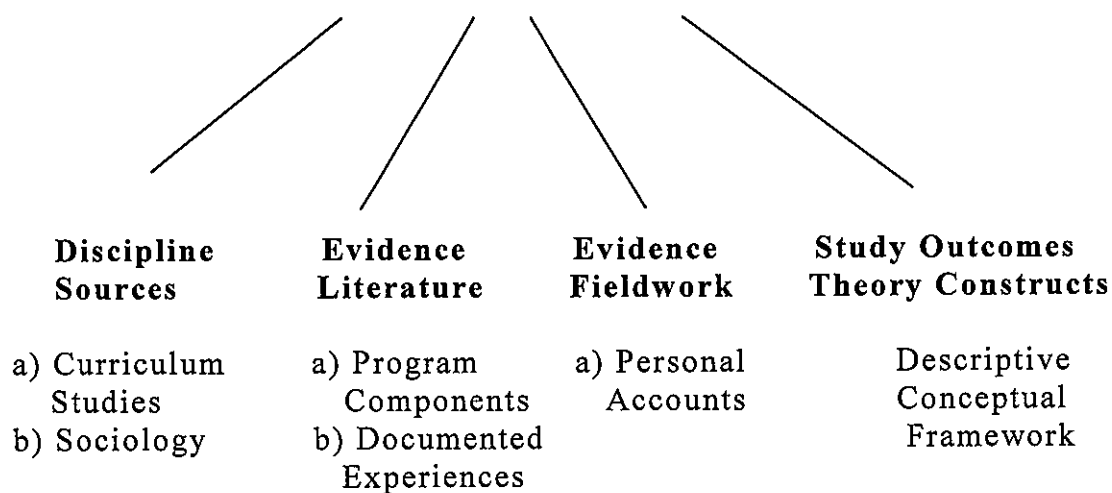 Discipline
Sources
a) Curriculum
Studies
b) Sociology
Evidence
Literature
a) Program
Components
b) Documented
Experiences
Evidence
Fieldwork
a) Personal
Accounts
Study Outcomes
Theory Constructs
Descriptive
Conceptual
Framework